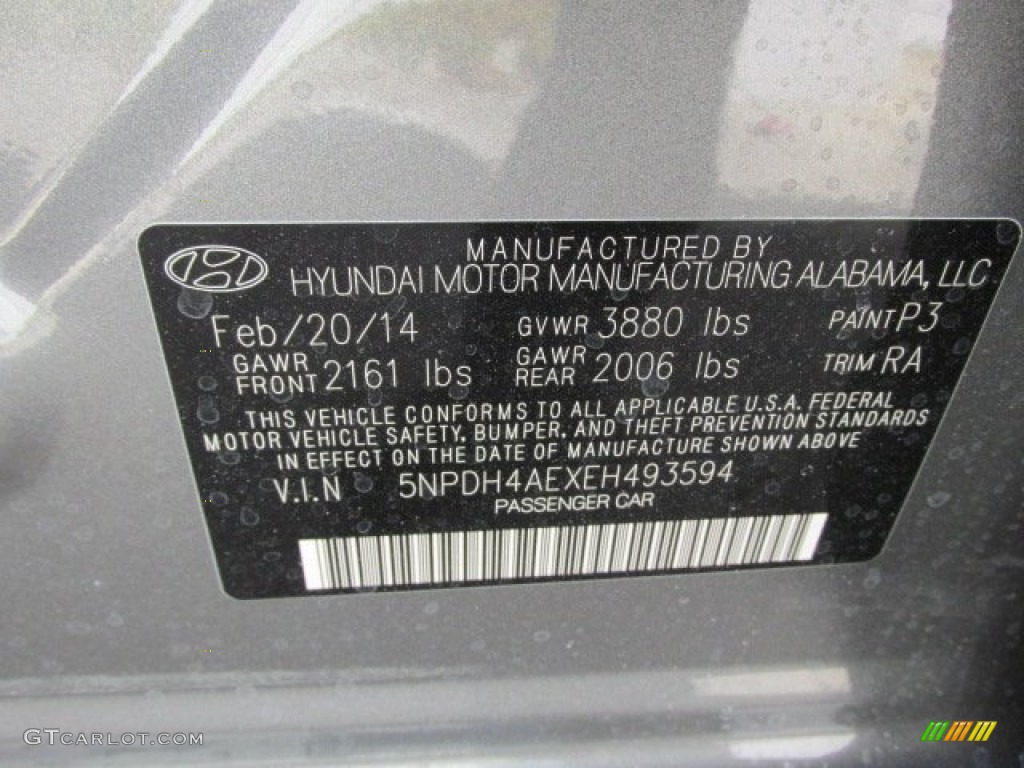 MANUFACTURED BY
HYUNDAI MOTOR MANUFACTURING ALABAMA, LLC
Feb/20/14 GVWR 3880 lbs PAINT P3
GAWR FRONT 2161 lbs GAWR REAR 2006 lbs TRIM RA
THIS VEHICLE CONFORMS TO ALL APPLICABLE U.S.A. FEDERAL
MOTOR VEHICLE SAFETY, BUMPER, AND THEFT PREVENTION STANDARDS
IN EFFECT ON THE DATE OF MANUFACTURE SHOWN ABOVE
V.I.N 5NPDH4AEXEH493594
PASSENGER CAR
GTCARLOT.COM